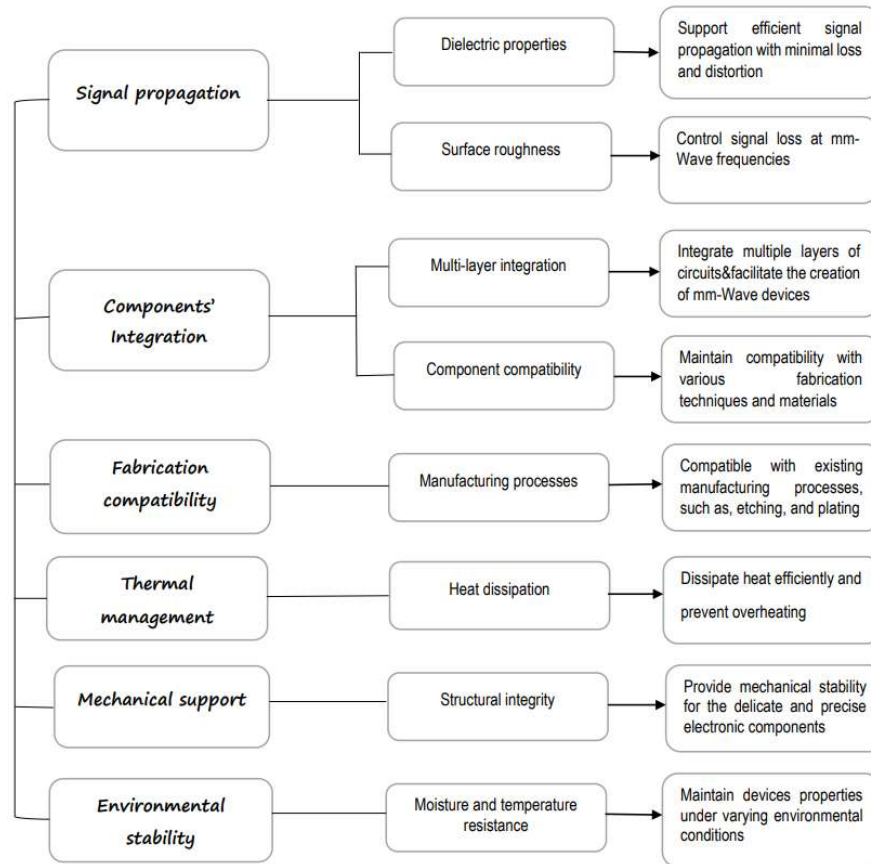 Signal propagation
Dielectric properties
Support efficient signal
propagation with minimal loss
and distortion
Surface roughness
Control signal loss at mm-
Wave frequencies
Components'
Integration
Multi-layer integration
Integrate multiple layers of
circuits&facilitate the creation
of mm-Wave devices
Component compatibility
Maintain compatibility with
various fabrication
techniques and materials
Fabrication
compatibility
Manufacturing processes
Compatible with existing
manufacturing processes,
such as, etching, and plating
Thermal
management
Heat dissipation
Dissipate heat efficiently and
prevent overheating
Mechanical support
Structural integrity
Provide mechanical stability
for the delicate and precise
electronic components
Environmental
stability
Moisture and temperature
resistance
Maintain devices properties
under varying environmental
conditions